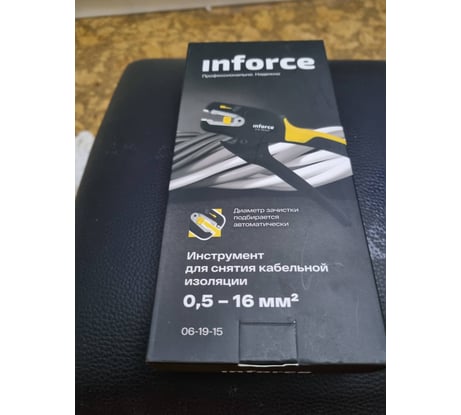 inforce
Профессионально. Надежно
inforce
Диаметр зачистки
подбирается
автоматически
Инструмент
для снятия кабельной
изоляции
0,5 – 16 мм²
06-19-15
inforce